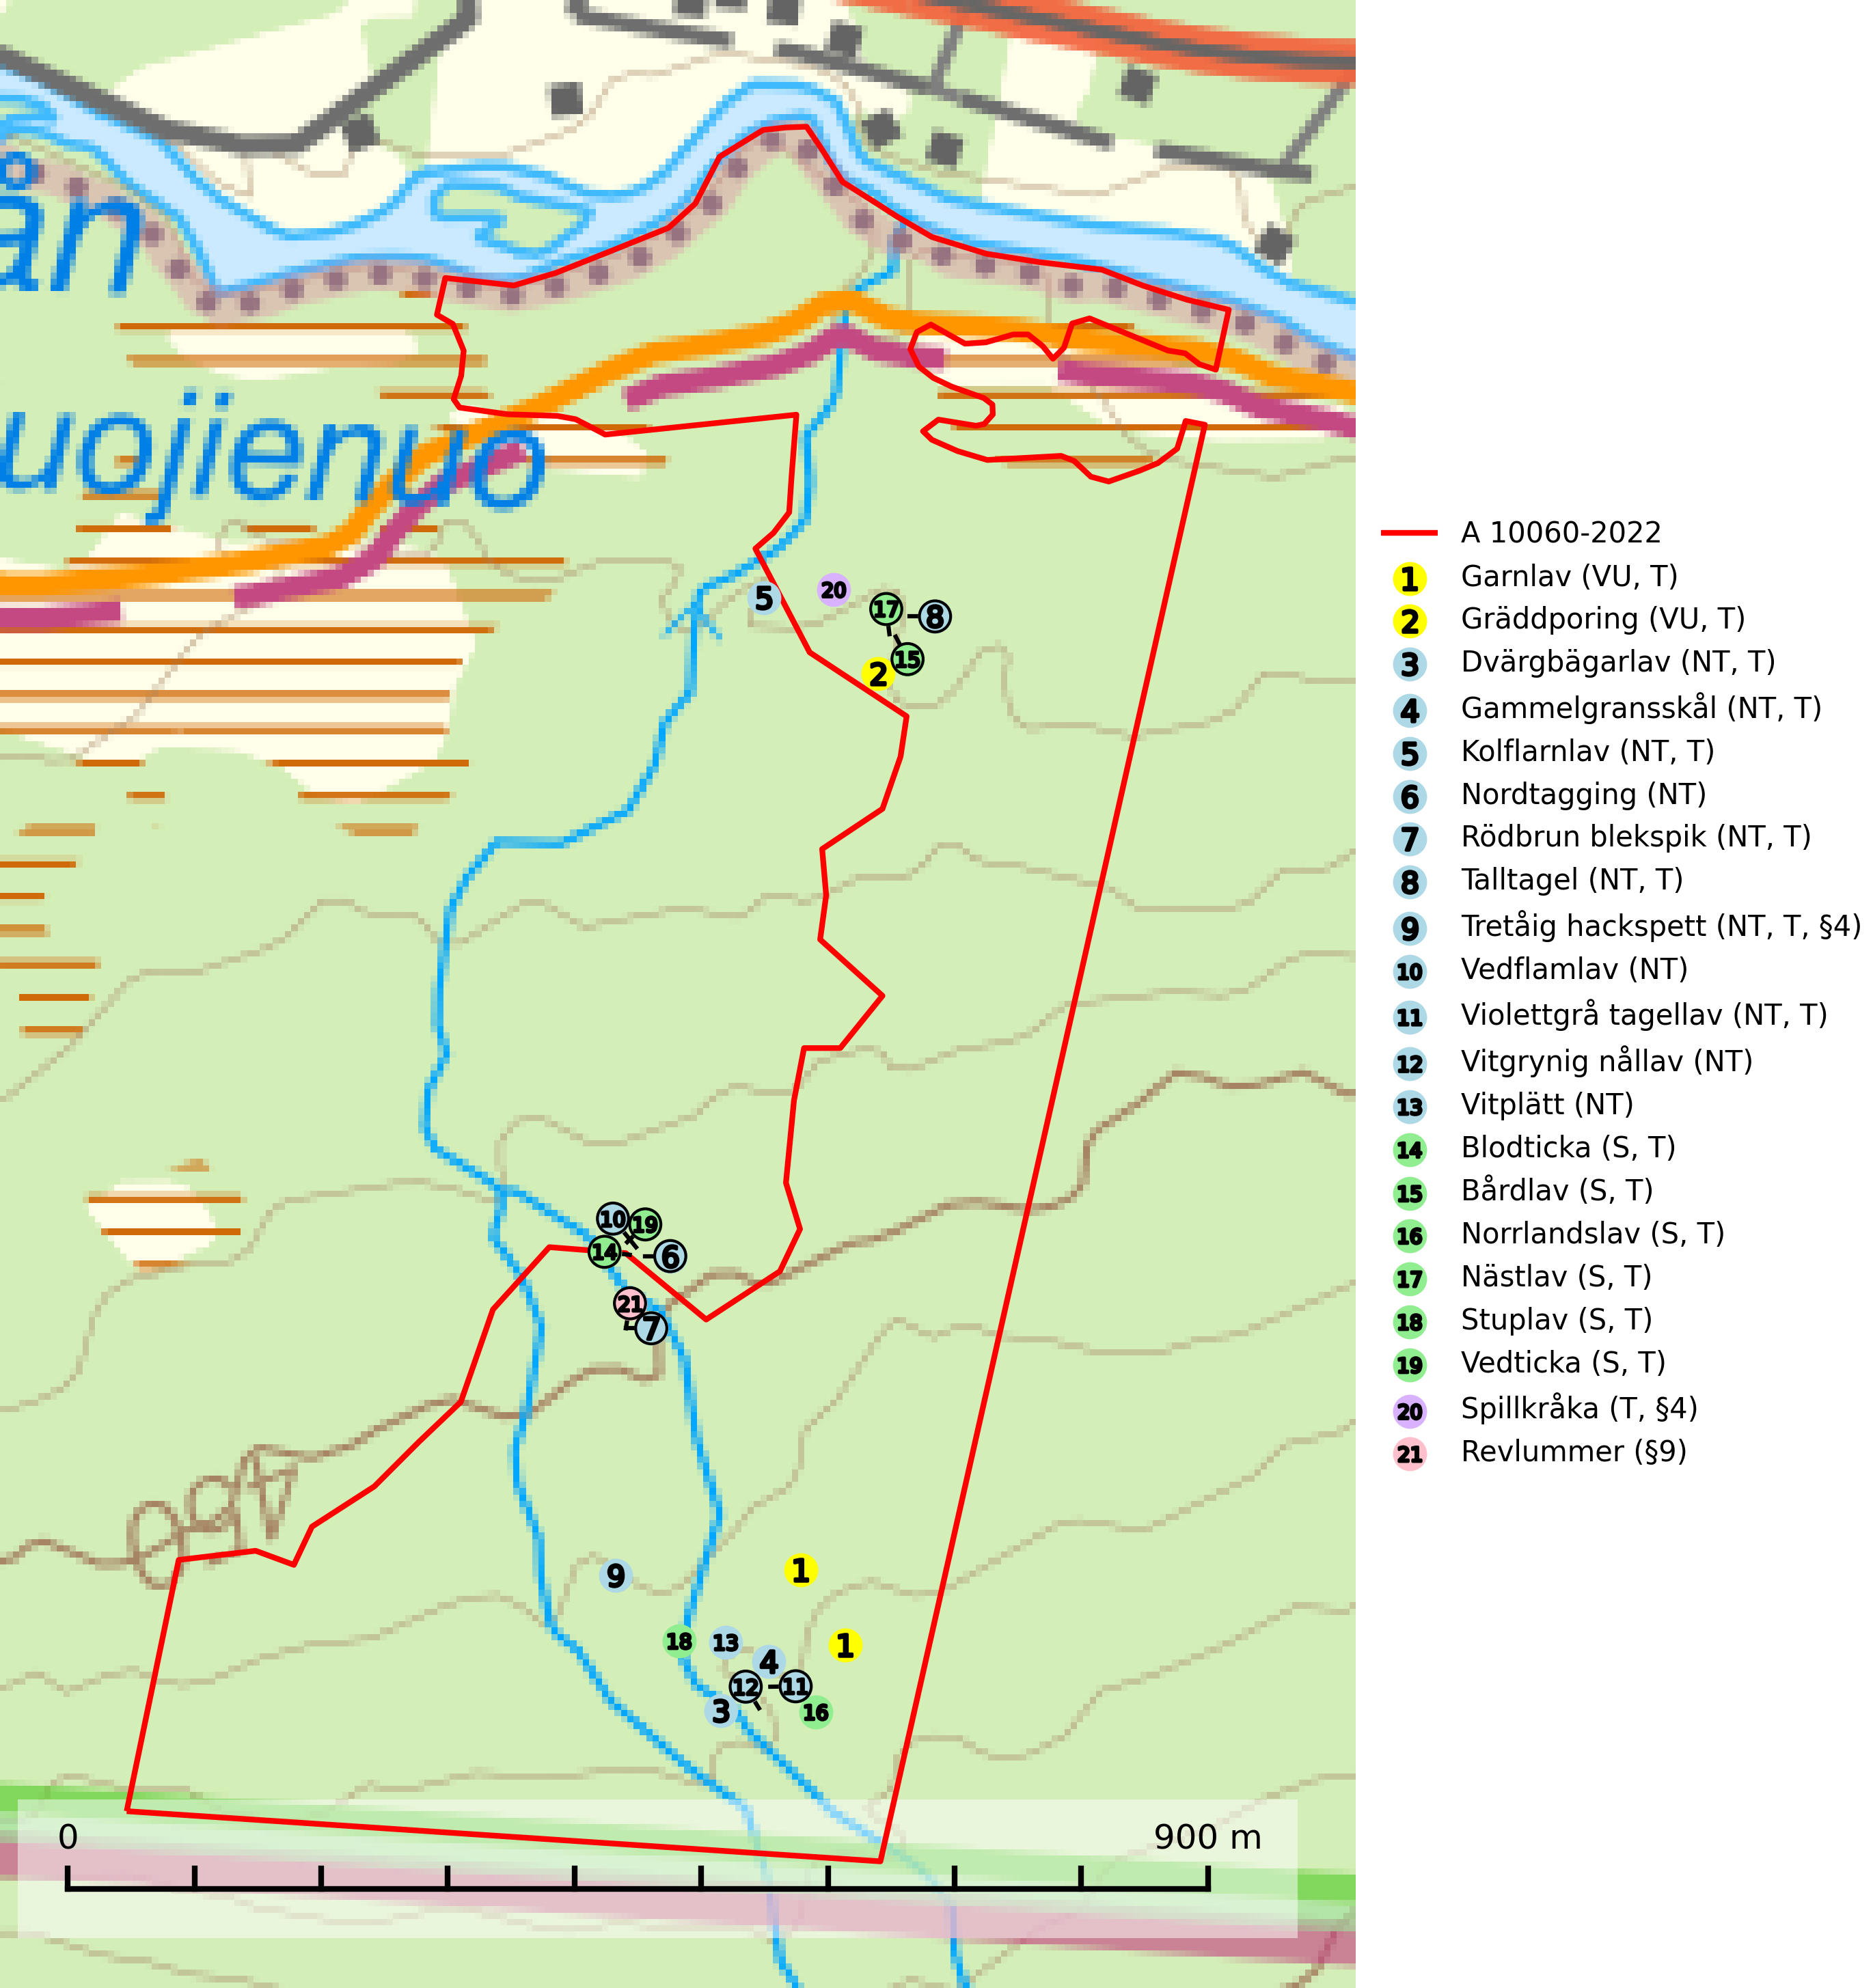 ån
uojienuo
5
20
17
8
15
2
10
19
14
6
21
7
9
1
18
13
4
1
12
11
3
16
0
900 m
A 10060-2022
1 Garnlav (VU, T)
2 Gräddporing (VU, T)
3 Dvärgbägarlav (NT, T)
4 Gammelgransskål (NT, T)
5 Kolflarnlav (NT, T)
6 Nordtagging (NT)
7 Rödbrun blekspik (NT, T)
8 Talltagel (NT, T)
9 Tretåig hackspett (NT, T, §4)
10 Vedflamlav (NT)
11 Violettgrå tagellav (NT, T)
12 Vitgrynig nållav (NT)
13 Vitplätt (NT)
14 Blodticka (S, T)
15 Bårdlav (S, T)
16 Norrlandslav (S, T)
17 Nästlav (S, T)
18 Stuplav (S, T)
19 Vedticka (S, T)
20 Spillkråka (T, §4)
21 Revlummer (§9)